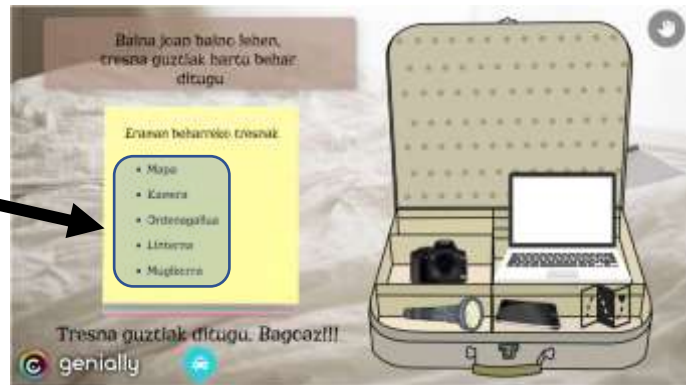 Baina joan baino lehen,
tresna guztiak hartu behar
ditugu
Eraman beharreko tresnak
• Mapa
• Kamera
• Ordenagailua
• Linterna
• Mugikorra
Tresna guztiak ditugu. Bagoaz!!!
genially